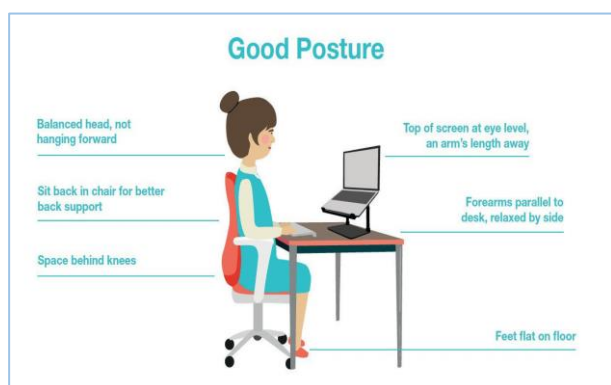 Good Posture
Balanced head, not
hanging forward
Sit back in chair for better
back support
Space behind knees
Top of screen at eye level,
an arm's length away
Forearms parallel to
desk, relaxed by side
Feet flat on floor